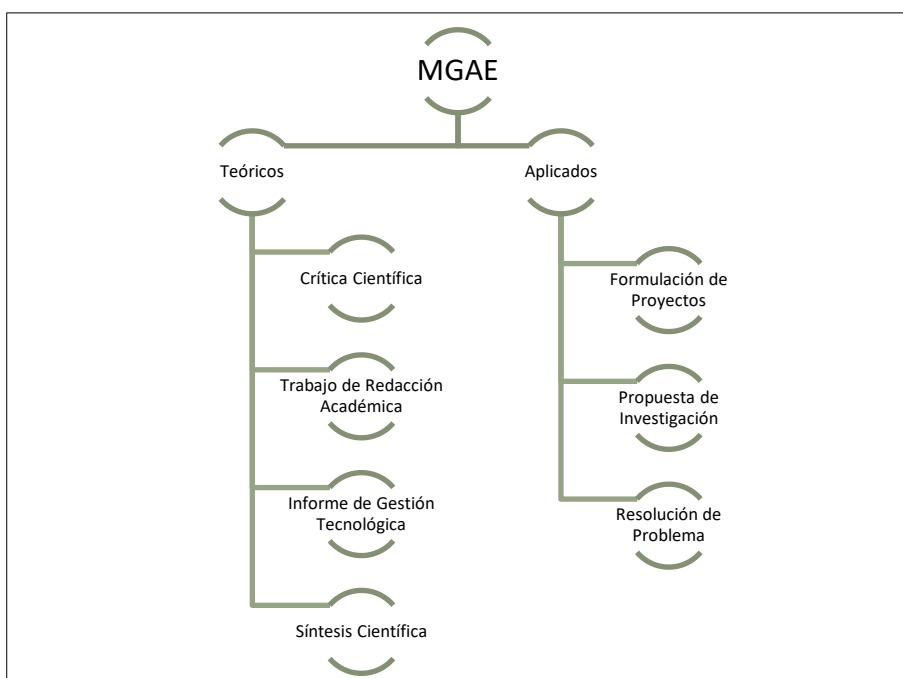 MGAE
Teóricos
Aplicados
Crítica Científica
Trabajo de Redacción
Académica
Informe de Gestión
Tecnológica
Síntesis Científica
Formulación de
Proyectos
Propuesta de
Investigación
Resolución de
Problema